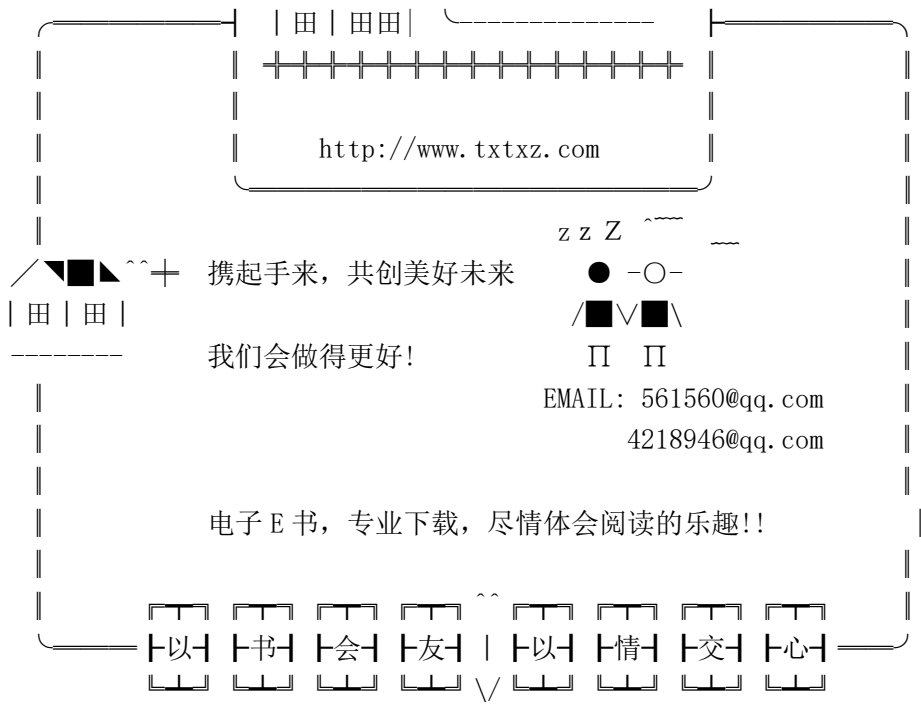 http://www.txtxz.com
zzZ
携起手来，共创美好未来
我们会做得更好!
EMAIL: 561560@qq.com
4218946@qq.com
电子E书，专业下载，尽情体会阅读的乐趣!!
以书会友 | 以情交心